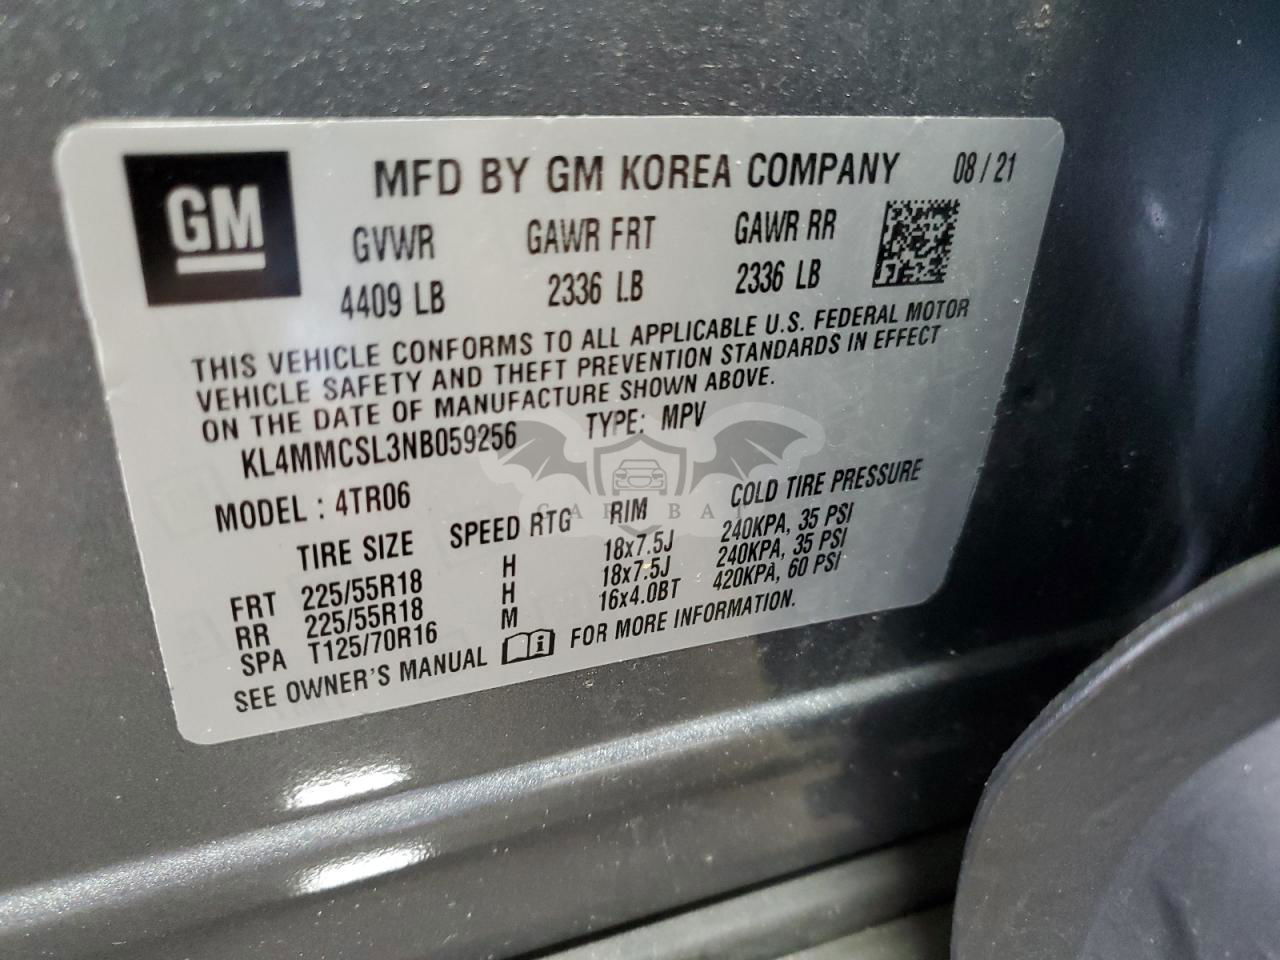 GM
MFD BY GM KOREA COMPANY 08 / 21
GVWR GAWR FRT GAWR RR
4409 LB 2336 LB 2336 LB
THIS VEHICLE CONFORMS TO ALL APPLICABLE U.S. FEDERAL MOTOR
VEHICLE SAFETY AND THEFT PREVENTION STANDARDS IN EFFECT
ON THE DATE OF MANUFACTURE SHOWN ABOVE.
KL4MMCSL3NB059256 TYPE: MPV
MODEL : 4TR06
CAR BAT
TIRE SIZE SPEED RTG RIM COLD TIRE PRESSURE
FRT 225/55R18 H 18x7.5J 240KPA, 35 PSI
RR 225/55R18 H 18x7.5J 240KPA, 35 PSI
SPA T125/70R16 M 16x4.0BT 420KPA, 60 PSI
SEE OWNER'S MANUAL i FOR MORE INFORMATION.